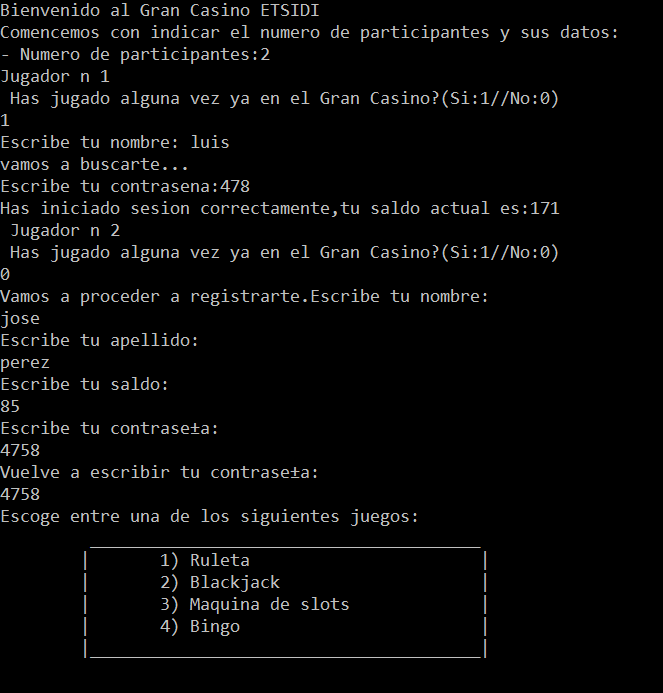 Bienvenido al Gran Casino ETSIDI
Comencemos con indicar el numero de participantes y sus datos:
- Numero de participantes:2
Jugador n 1
Has jugado alguna vez ya en el Gran Casino?(Si:1//No:0)
1
Escribe tu nombre: luis
vamos a buscarte...
Escribe tu contrasena:478
Has iniciado sesion correctamente,tu saldo actual es:171
Jugador n 2
Has jugado alguna vez ya en el Gran Casino?(Si:1//No:0)
0
Vamos a proceder a registrarte.Escribe tu nombre:
jose
Escribe tu apellido:
perez
Escribe tu saldo:
85
Escribe tu contrase±a:
4758
Vuelve a escribir tu contrase±a:
4758
Escoge entre una de los siguientes juegos:
1) Ruleta
2) Blackjack
3) Maquina de slots
4) Bingo